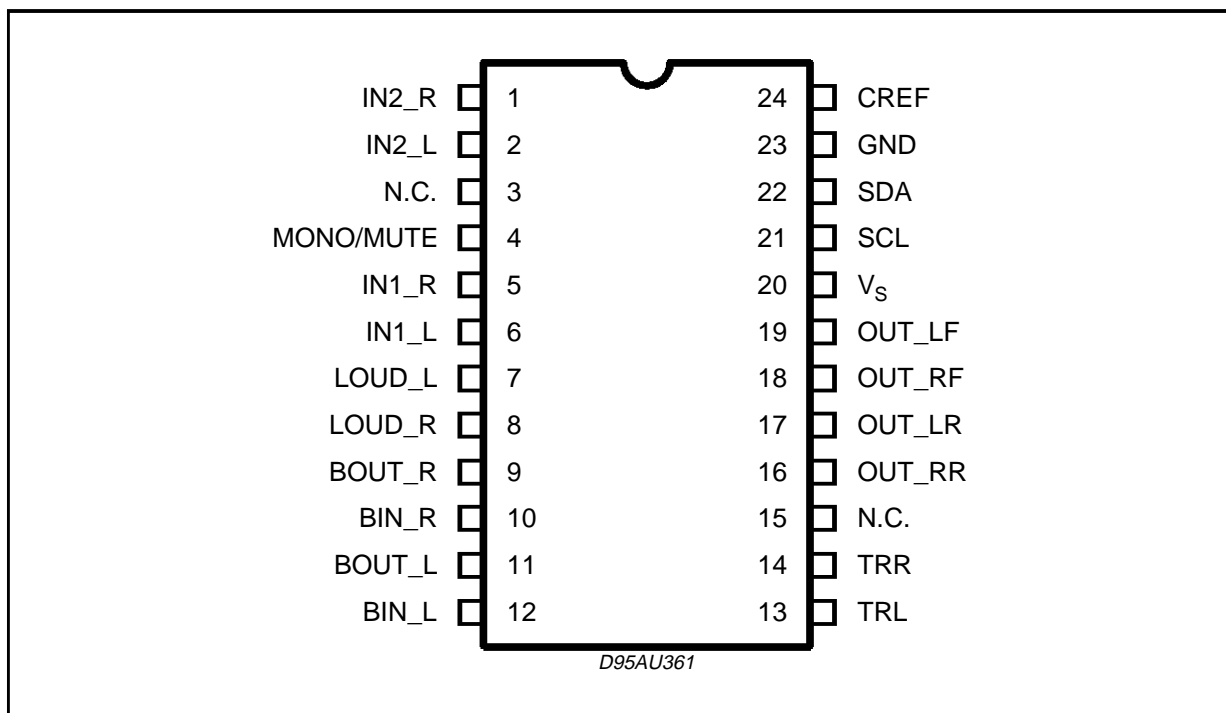 IN2_R 1 24 CREF
IN2_L 2 23 GND
N.C. 3 22 SDA
MONO/MUTE 4 21 SCL
IN1_R 5 20 VS
IN1_L 6 19 OUT_LF
LOUD_L 7 18 OUT_RF
LOUD_R 8 17 OUT_LR
BOUT_R 9 16 OUT_RR
BIN_R 10 15 N.C.
BOUT_L 11 14 TRR
BIN_L 12 13 TRL
D95AU361